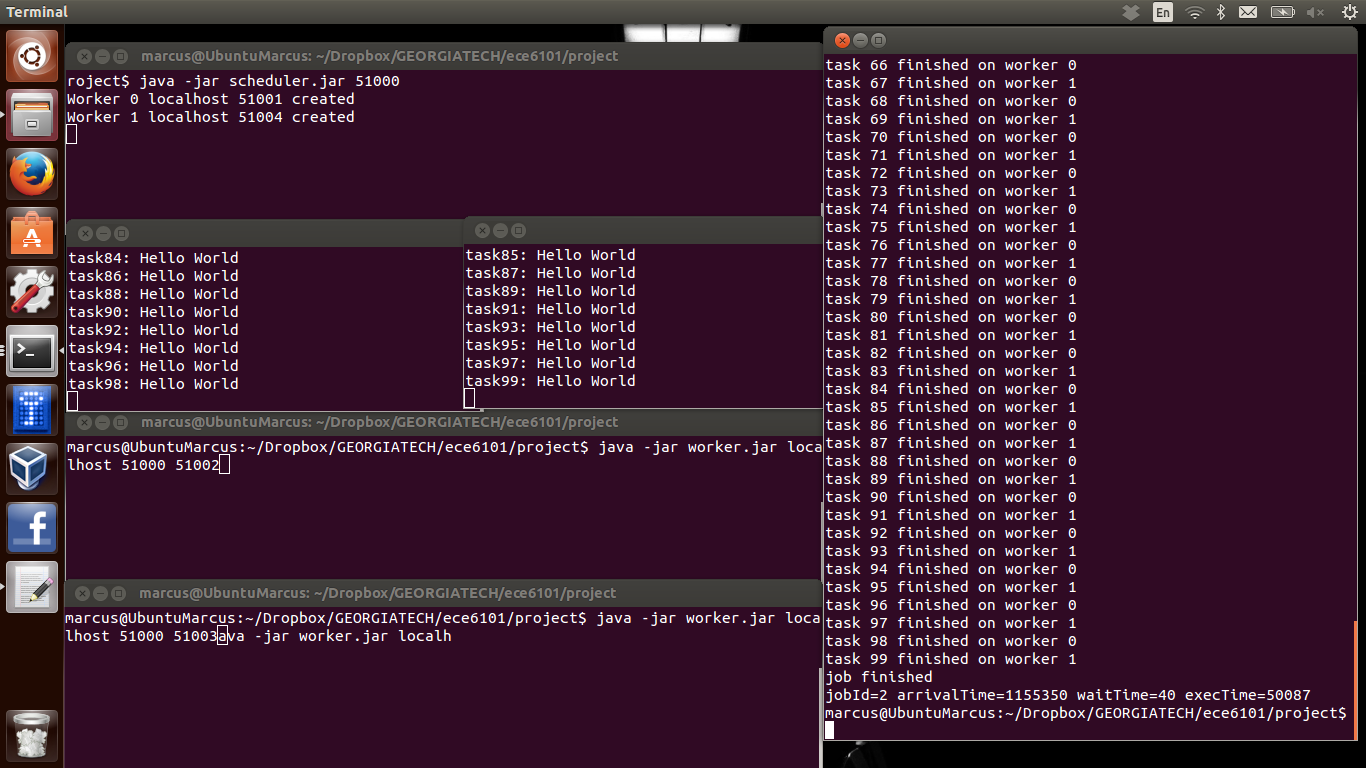 Terminal
En
marcus@UbuntuMarcus: ~/Dropbox/GEORGIATECH/ece6101/project
roject$ java -jar scheduler.jar 51000
Worker 0 localhost 51001 created
Worker 1 localhost 51004 created
task84: Hello World
task86: Hello World
task88: Hello World
task90: Hello World
task92: Hello World
task94: Hello World
task96: Hello World
task98: Hello World
task85: Hello World
task87: Hello World
task89: Hello World
task91: Hello World
task93: Hello World
task95: Hello World
task97: Hello World
task99: Hello World
marcus@UbuntuMarcus: ~/Dropbox/GEORGIATECH/ece6101/project
marcus@UbuntuMarcus:~/Dropbox/GEORGIATECH/ece6101/project$ java -jar worker.jar loca
lhost 51000 51002
marcus@UbuntuMarcus: ~/Dropbox/GEORGIATECH/ece6101/project
marcus@UbuntuMarcus:~/Dropbox/GEORGIATECH/ece6101/project$ java -jar worker.jar loca
lhost 51000 51003ava -jar worker.jar localh
task 66 finished on worker 0
task 67 finished on worker 1
task 68 finished on worker 0
task 69 finished on worker 1
task 70 finished on worker 0
task 71 finished on worker 1
task 72 finished on worker 0
task 73 finished on worker 1
task 74 finished on worker 0
task 75 finished on worker 1
task 76 finished on worker 0
task 77 finished on worker 1
task 78 finished on worker 0
task 79 finished on worker 1
task 80 finished on worker 0
task 81 finished on worker 1
task 82 finished on worker 0
task 83 finished on worker 1
task 84 finished on worker 0
task 85 finished on worker 1
task 86 finished on worker 0
task 87 finished on worker 1
task 88 finished on worker 0
task 89 finished on worker 1
task 90 finished on worker 0
task 91 finished on worker 1
task 92 finished on worker 0
task 93 finished on worker 1
task 94 finished on worker 0
task 95 finished on worker 1
task 96 finished on worker 0
task 97 finished on worker 1
task 98 finished on worker 0
task 99 finished on worker 1
job finished
jobId=2 arrivalTime=1155350 waitTime=40 execTime=50087
marcus@UbuntuMarcus:~/Dropbox/GEORGIATECH/ece6101/project$